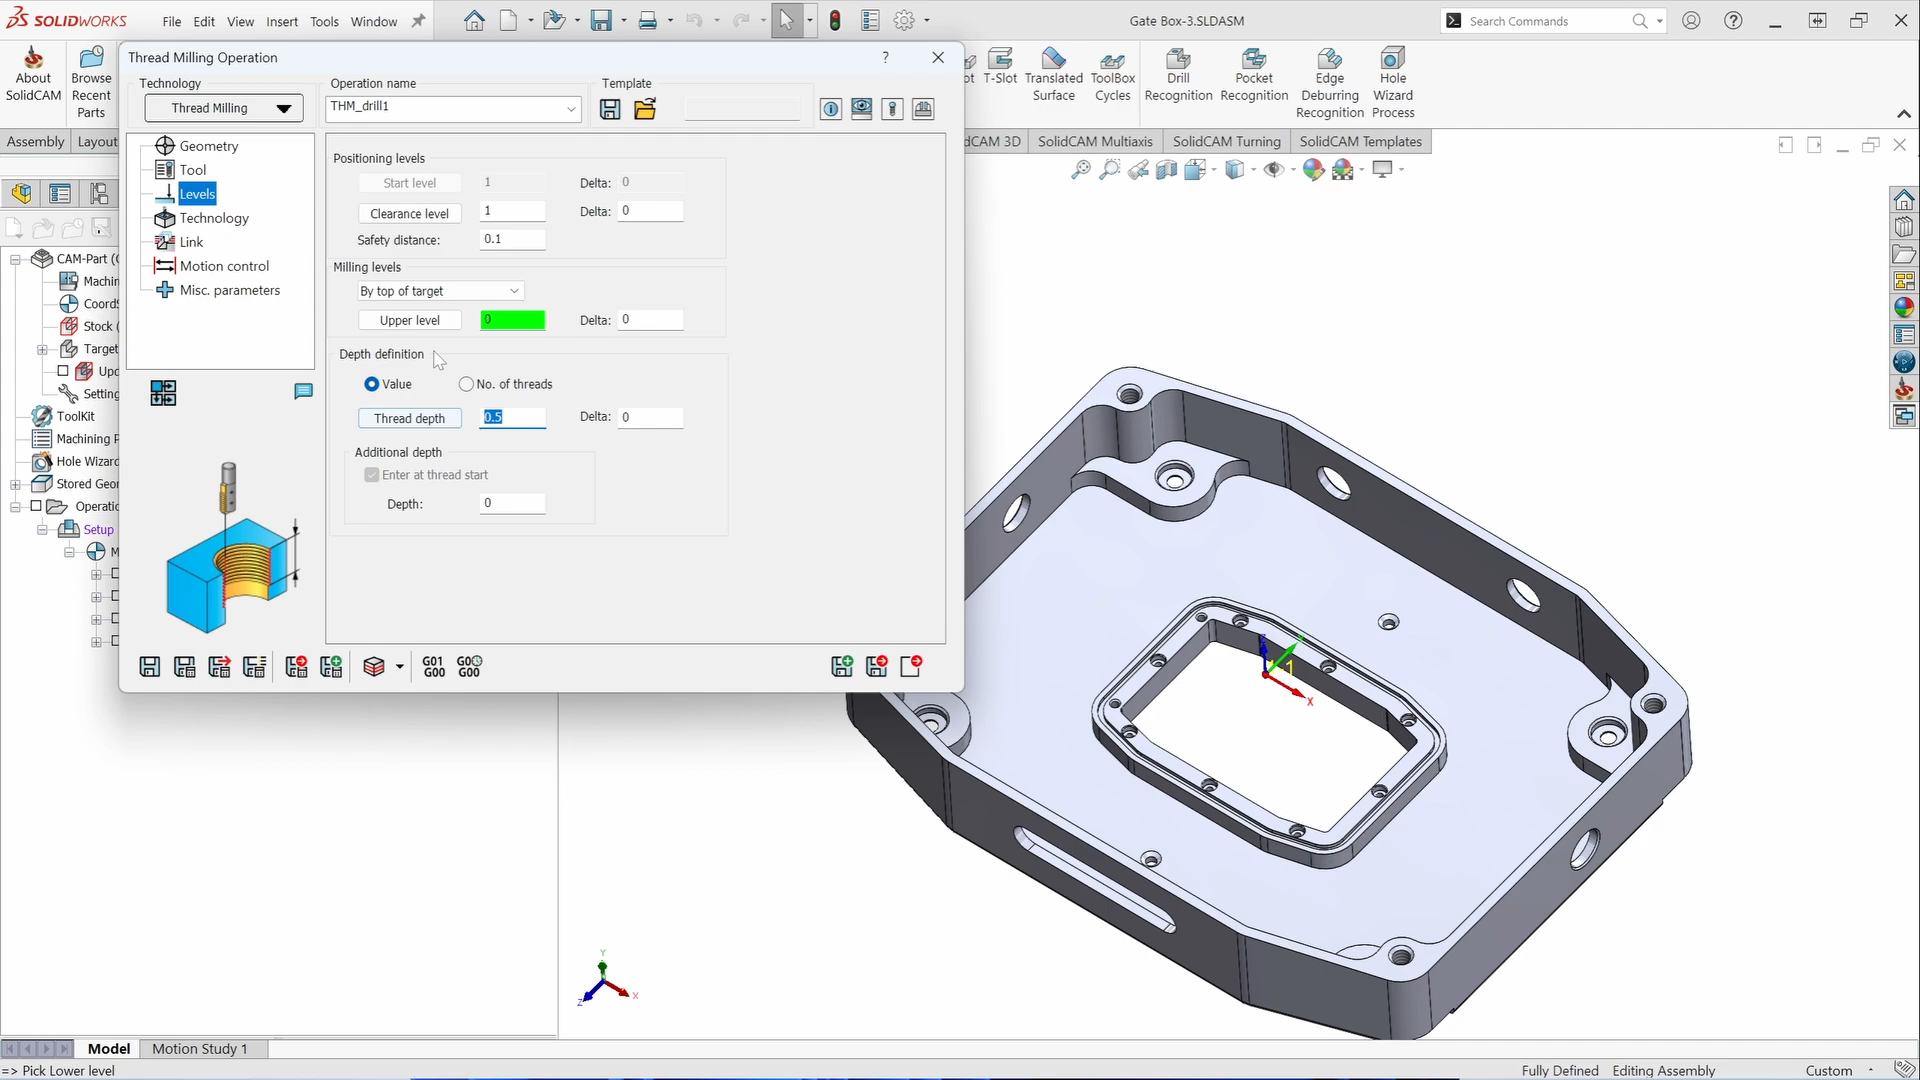 SOLIDWORKS
File Edit View Insert Tools Window
Gate Box-3.SLDASM
Search Commands
About
SolidCAM
Browse
Recent
Parts
T-Slot
Translated
Surface
ToolBox
Cycles
Drill
Recognition
Pocket
Recognition
Edge
Deburring
Recognition
Hole
Wizard
Process
Assembly
SolidCAM Multiaxis SolidCAM Turning SolidCAM Templates
Thread Milling Operation
?
Technology
Thread Milling
Operation name
THM_drill1
Template
Geometry
Tool
Levels
Technology
Link
Motion control
Misc. parameters
Positioning levels
Start level 1 Delta: 0
Clearance level 1 Delta: 0
Safety distance: 0.1
Milling levels
By top of target
Upper level 0 Delta: 0
Depth definition
Value No. of threads
Thread depth 0.5 Delta: 0
Additional depth
Enter at thread start
Depth: 0
G01
G00
G0
G00
CAM-Part (
Stock (
ToolKit
Machining P
Hole Wizard
Setup
X
Z
Y
X
Z
Model Motion Study 1
=> Pick Lower level
Fully Defined Editing Assembly Custom